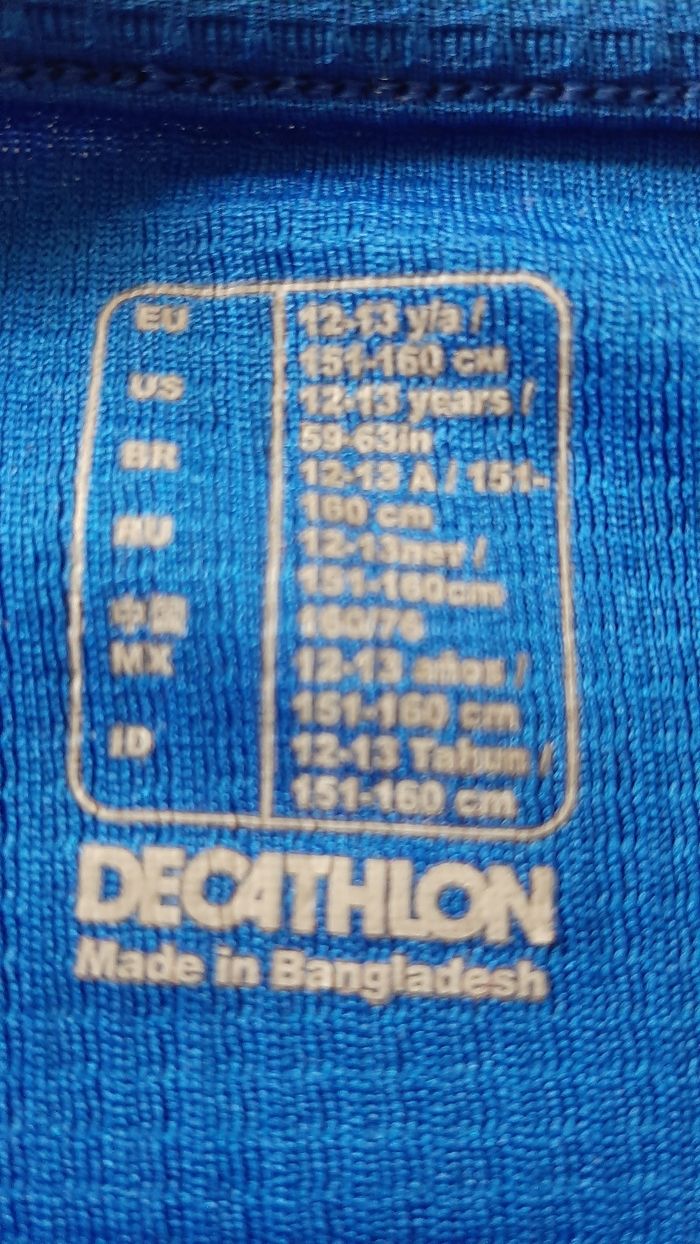 EU 12-13 y/a /
151-160 CM
US 12-13 years /
59-63in
BR 12-13 A / 151-
160 cm
RU 12-13лет /
151-160cm
中国 160/76
MX 12-13 años /
151-160 cm
ID 12-13 Tahun /
151-160 cm
DECATHLON
Made in Bangladesh